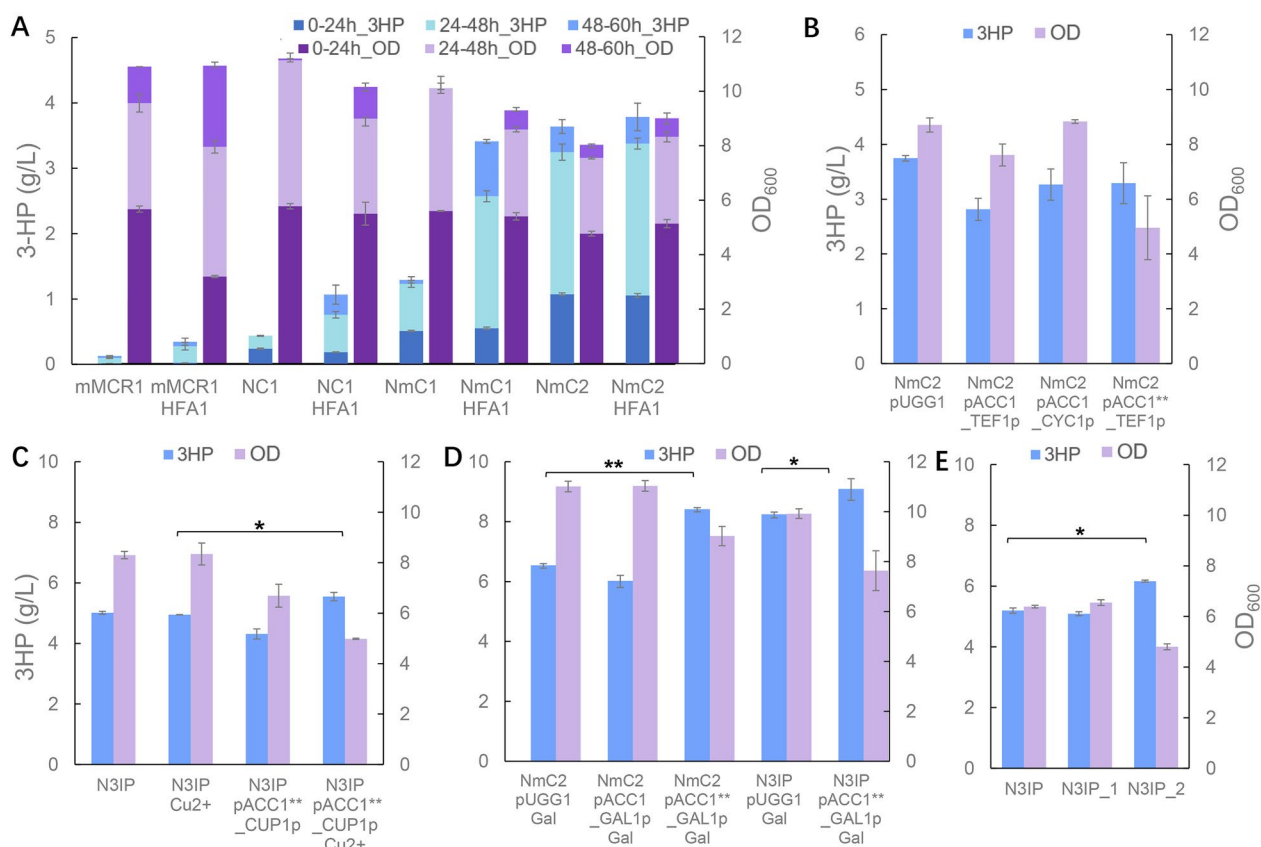 A
0-24h_3HP 24-48h_3HP 48-60h_3HP
0-24h_OD 24-48h_OD 48-60h_OD
3-HP (g/L)
5
4
3
2
1
0
12
10
8
6
4
2
0
OD600
mMCR1
mMCR1
HFA1
NC1
NC1
HFA1
NmC1
NmC1
HFA1
NmC2
NmC2
HFA1
B
3HP OD
3HP (g/L)
6
5
4
3
2
1
0
12
10
8
6
4
2
0
OD600
NmC2
pUGG1
NmC2
pACC1
_TEF1p
NmC2
pACC1
_CYC1p
NmC2
pACC1**
_TEF1p
C
3HP OD
3HP (g/L)
10
8
6
4
2
0
12
10
8
6
4
2
0
*
N3IP
N3IP
Cu2+
N3IP
pACC1**
_CUP1p
N3IP
pACC1**
_CUP1p
Cu2+
D
3HP OD
10
8
6
4
2
0
12
10
8
6
4
2
0
**
*
NmC2
pUGG1
Gal
NmC2
pACC1
_GAL1p
Gal
NmC2
pACC1**
_GAL1p
Gal
N3IP
pUGG1
Gal
N3IP
pACC1**
_GAL1p
Gal
E
3HP OD
10
8
6
4
2
0
12
10
8
6
4
2
0
OD600
*
N3IP
N3IP_1
N3IP_2